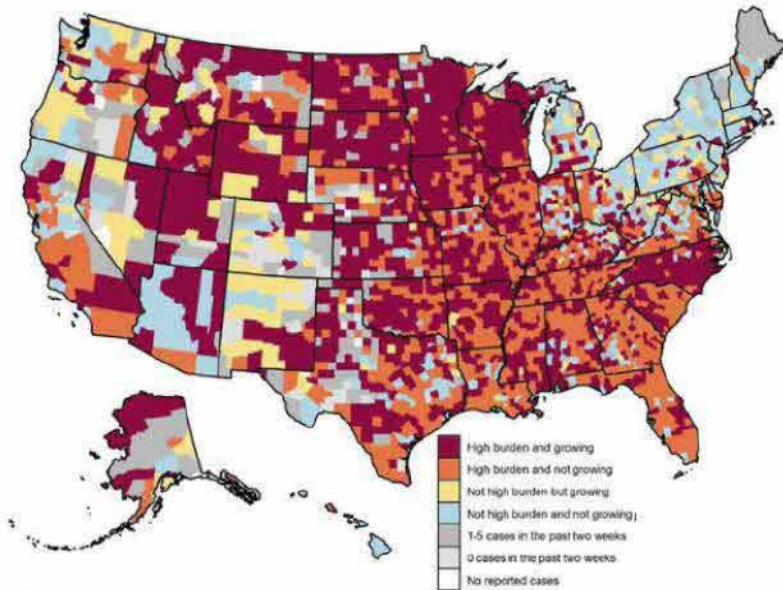 High burden and growing
High burden and not growing
Not high burden but growing
Not high burden and not growing
1-5 cases in the past two weeks
0 cases in the past two weeks
No reported cases